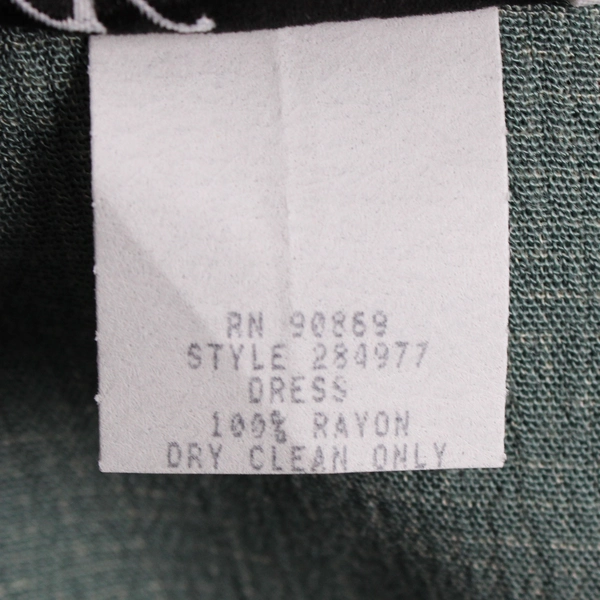 RN 90869
STYLE 284977
DRESS
100% RAYON
DRY CLEAN ONLY